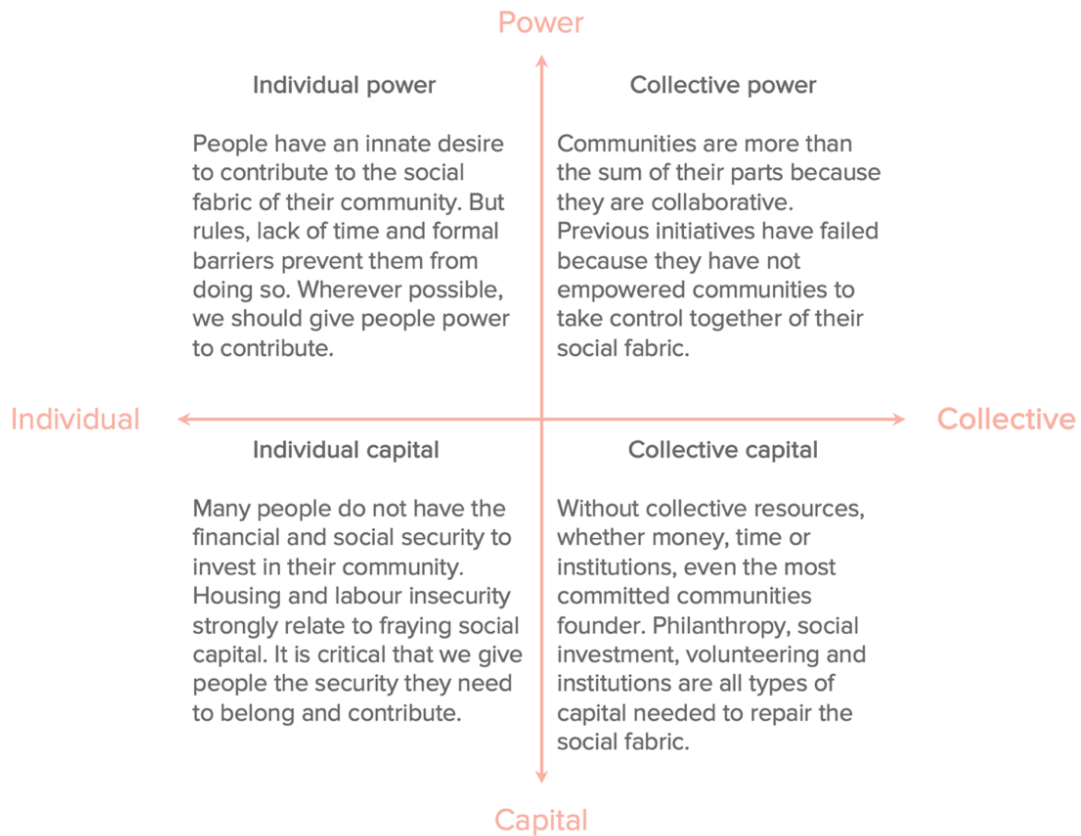 Power
Individual power
People have an innate desire
to contribute to the social
fabric of their community. But
rules, lack of time and formal
barriers prevent them from
doing so. Wherever possible,
we should give people power
to contribute.
Collective power
Communities are more than
the sum of their parts because
they are collaborative.
Previous initiatives have failed
because they have not
empowered communities to
take control together of their
social fabric.
Individual
Collective
Individual capital
Many people do not have the
financial and social security to
invest in their community.
Housing and labour insecurity
strongly relate to fraying social
capital. It is critical that we give
people the security they need
to belong and contribute.
Collective capital
Without collective resources,
whether money, time or
institutions, even the most
committed communities
founder. Philanthropy, social
investment, volunteering and
institutions are all types of
capital needed to repair the
social fabric.
Capital